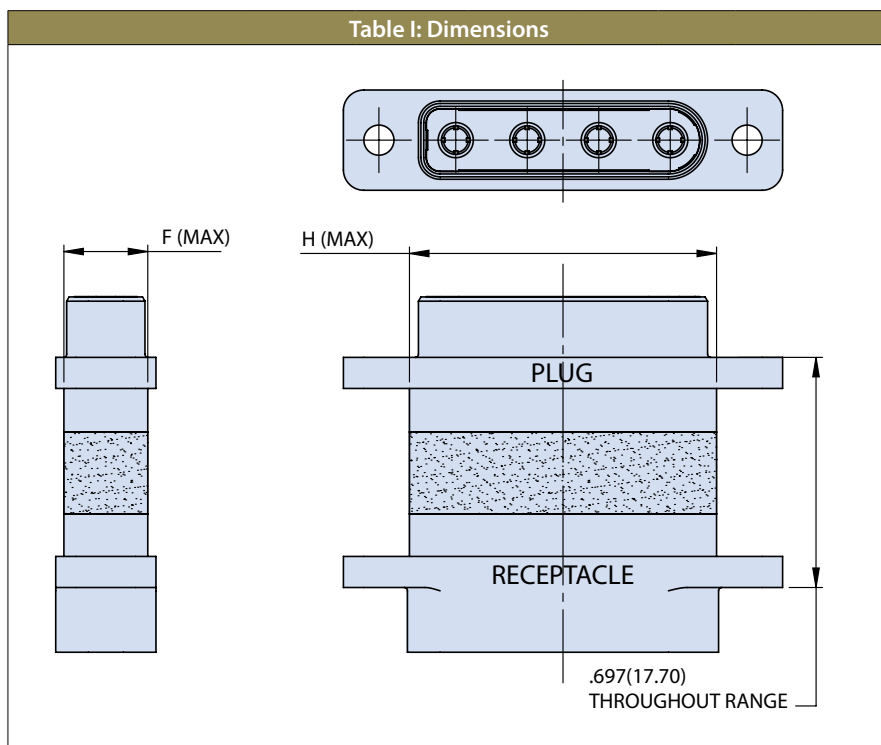 Table I: Dimensions
F (MAX)
H (MAX)
PLUG
RECEPTACLE
.697(17.70)
THROUGHOUT RANGE